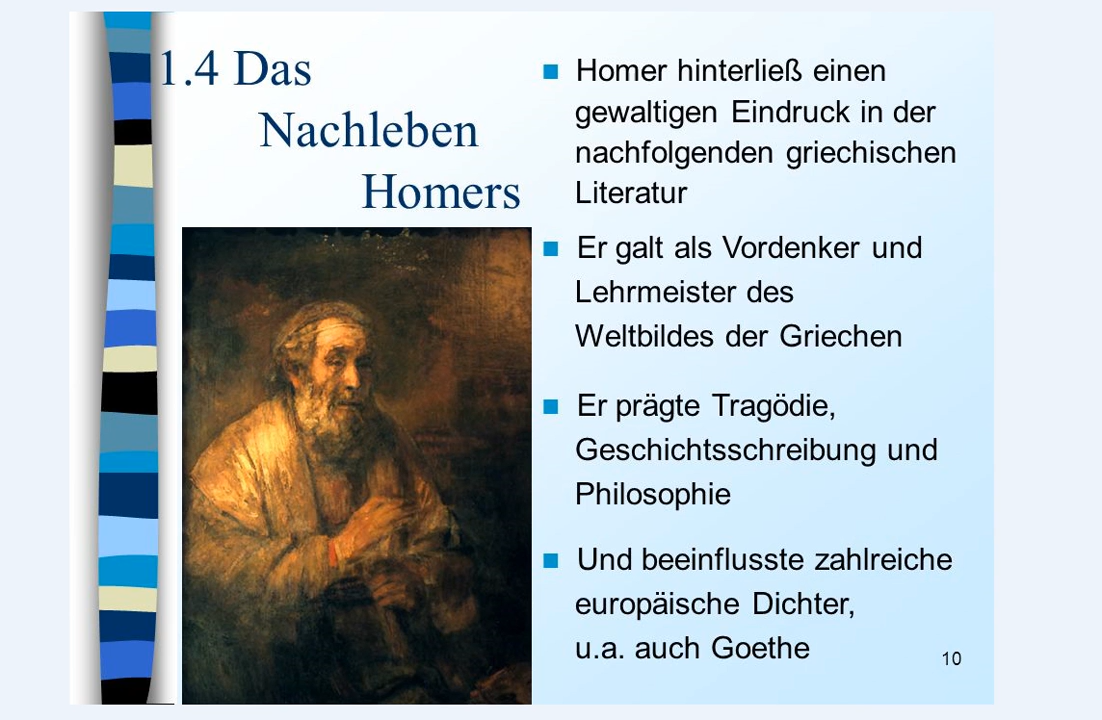 1.4 Das
Nachleben
Homers
Homer hinterließ einen
gewaltigen Eindruck in der
nachfolgenden griechischen
Literatur
Er galt als Vordenker und
Lehrmeister des
Weltbildes der Griechen
Er prägte Tragödie,
Geschichtsschreibung und
Philosophie
Und beeinflusste zahlreiche
europäische Dichter,
u.a. auch Goethe
10